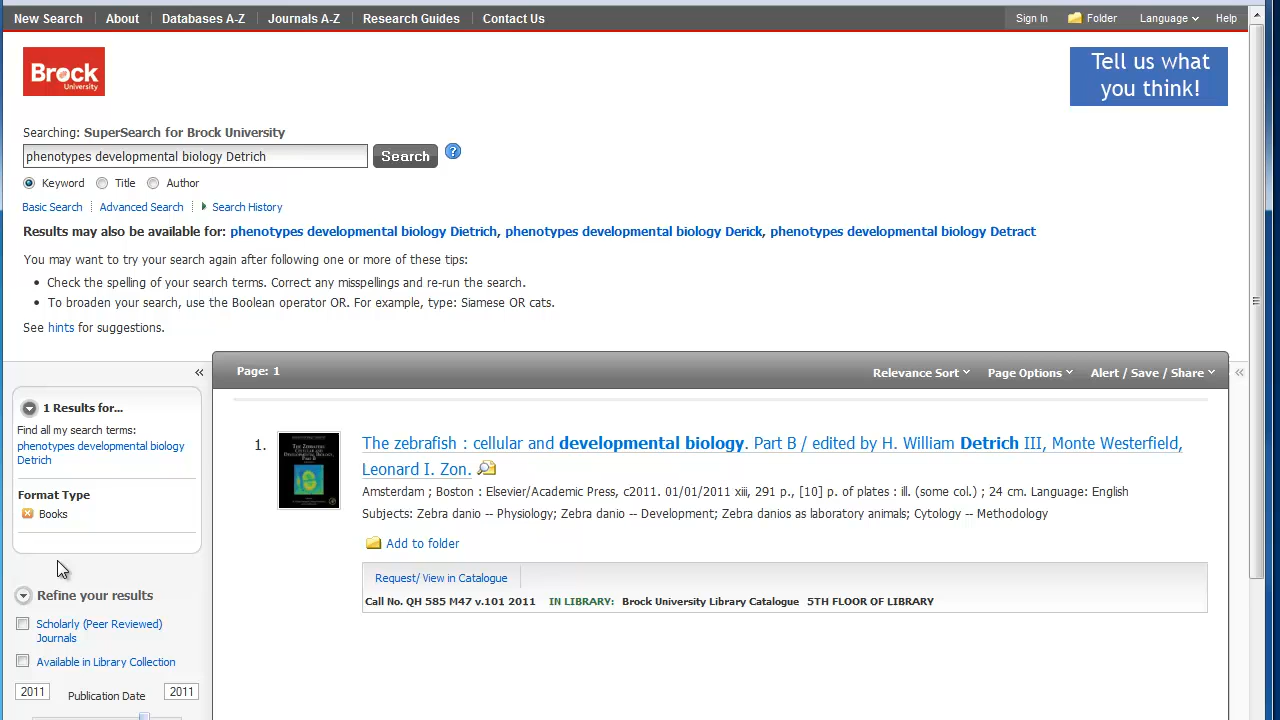 New Search About Databases A-Z Journals A-Z Research Guides Contact Us Sign In Folder Language Help
Brock
University
Tell us what
you think!
Searching: SuperSearch for Brock University
phenotypes developmental biology Detrich Search ?
Keyword Title Author
Basic Search Advanced Search Search History
Results may also be available for: phenotypes developmental biology Dietrich, phenotypes developmental biology Derick, phenotypes developmental biology Detract
You may want to try your search again after following one or more of these tips:
• Check the spelling of your search terms. Correct any misspellings and re-run the search.
• To broaden your search, use the Boolean operator OR. For example, type: Siamese OR cats.
See hints for suggestions.
« Page: 1 Relevance Sort Page Options Alert / Save / Share «
1 Results for...
Find all my search terms:
phenotypes developmental biology
Detrich
Format Type
Books
Refine your results
Scholarly (Peer Reviewed)
Journals
Available in Library Collection
2011 Publication Date 2011
1. The zebrafish : cellular and developmental biology. Part B / edited by H. William Detrich III, Monte Westerfield,
Leonard I. Zon.
Amsterdam ; Boston : Elsevier/Academic Press, c2011. 01/01/2011 xiii, 291 p., [10] p. of plates : ill. (some col.) ; 24 cm. Language: English
Subjects: Zebra danio -- Physiology; Zebra danio -- Development; Zebra danios as laboratory animals; Cytology -- Methodology
Add to folder
Request/ View in Catalogue
Call No. QH 585 M47 v.101 2011 IN LIBRARY: Brock University Library Catalogue 5TH FLOOR OF LIBRARY